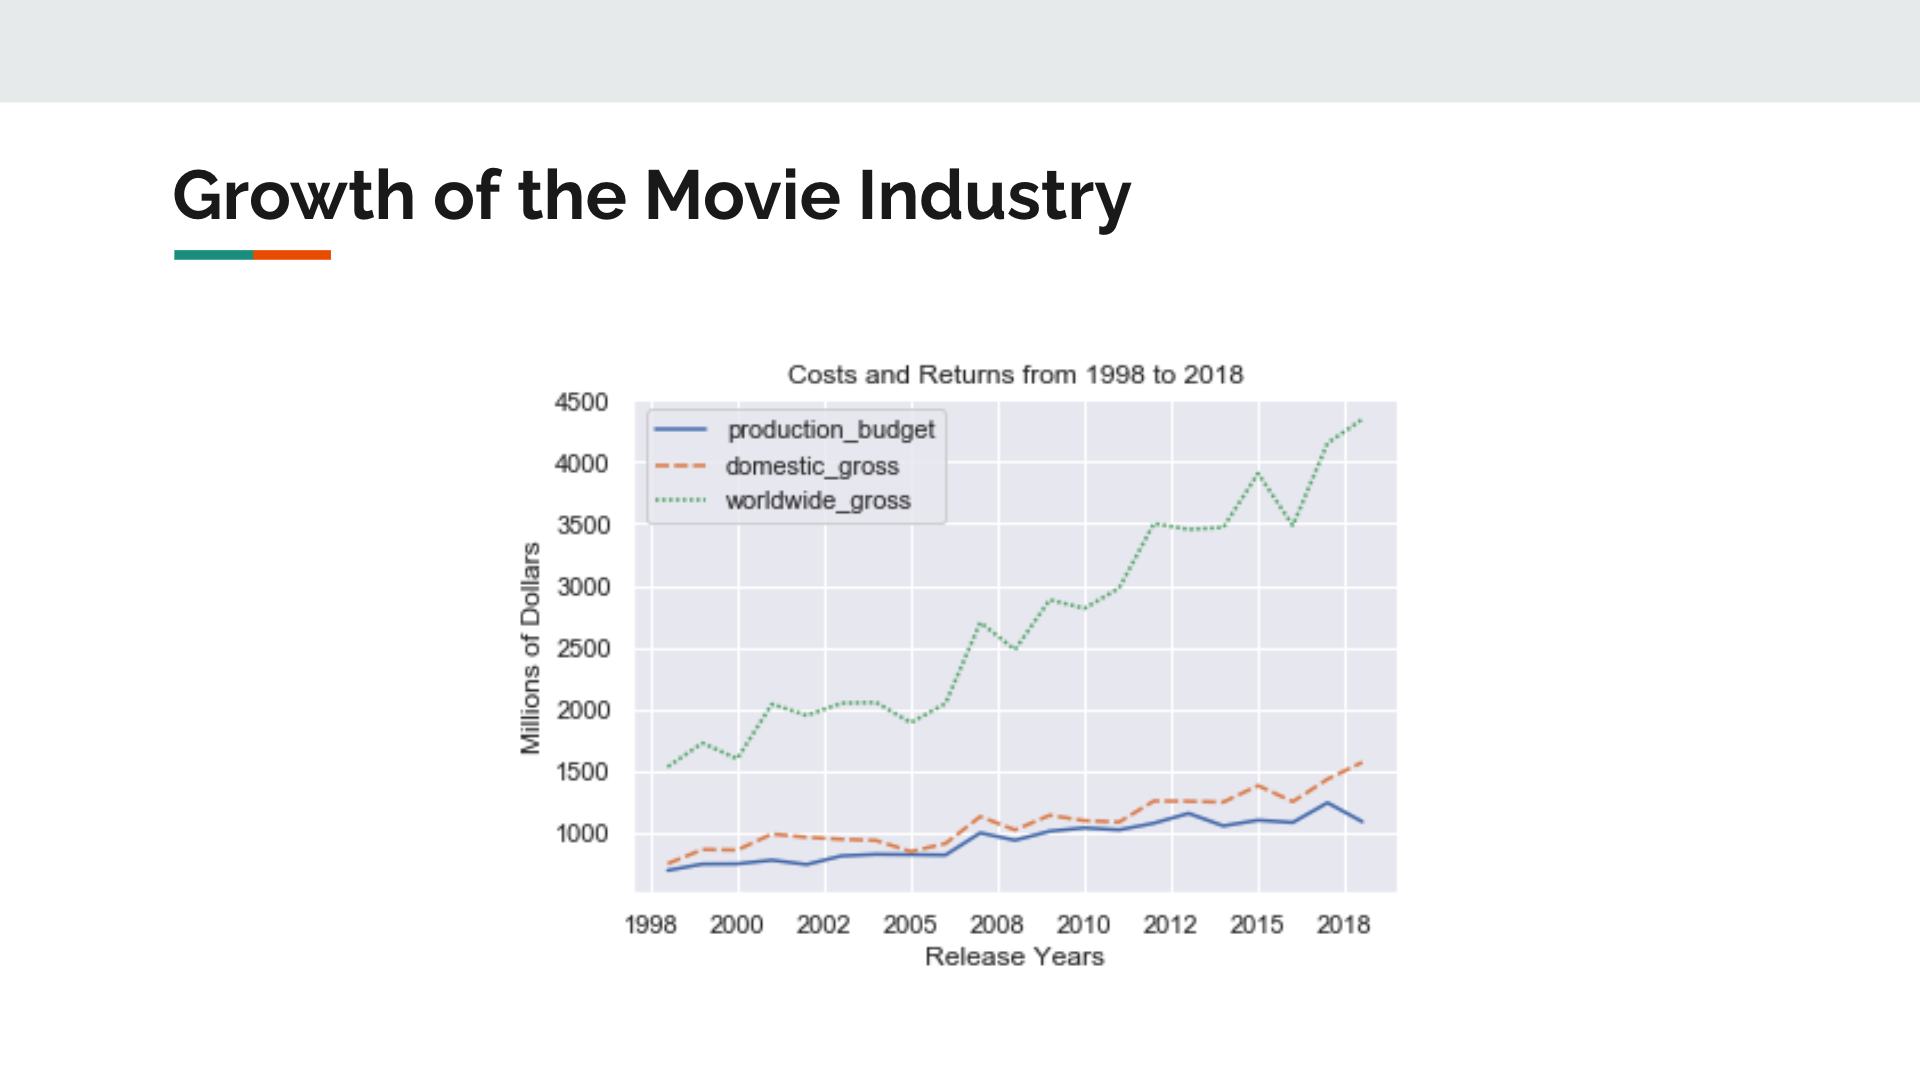 Growth of the Movie Industry
Costs and Returns from 1998 to 2018
4500
4000
3500
3000
2500
2000
1500
1000
Millions of Dollars
production_budget
domestic_gross
worldwide_gross
1998 2000 2002 2005 2008 2010 2012 2015 2018
Release Years